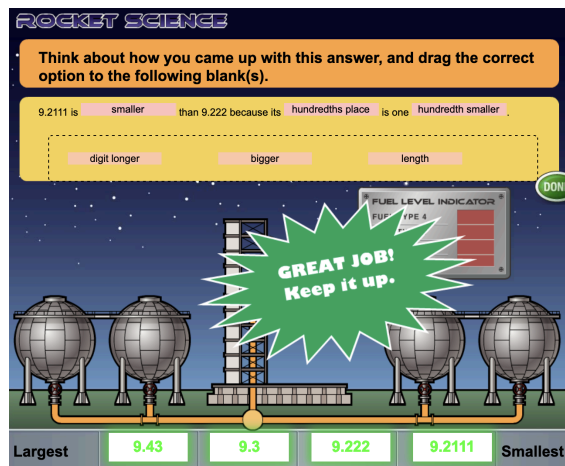 ROCKET SCIENCE
Think about how you came up with this answer, and drag the correct
option to the following blank(s).
9.2111 is smaller than 9.222 because its hundredths place is one hundredth smaller.
digit longer bigger length
DON
FUEL LEVEL INDICATOR
FUEL TYPE 4
GREAT JOB!
Keep it up.
Largest 9.43 9.3 9.222 9.2111 Smallest